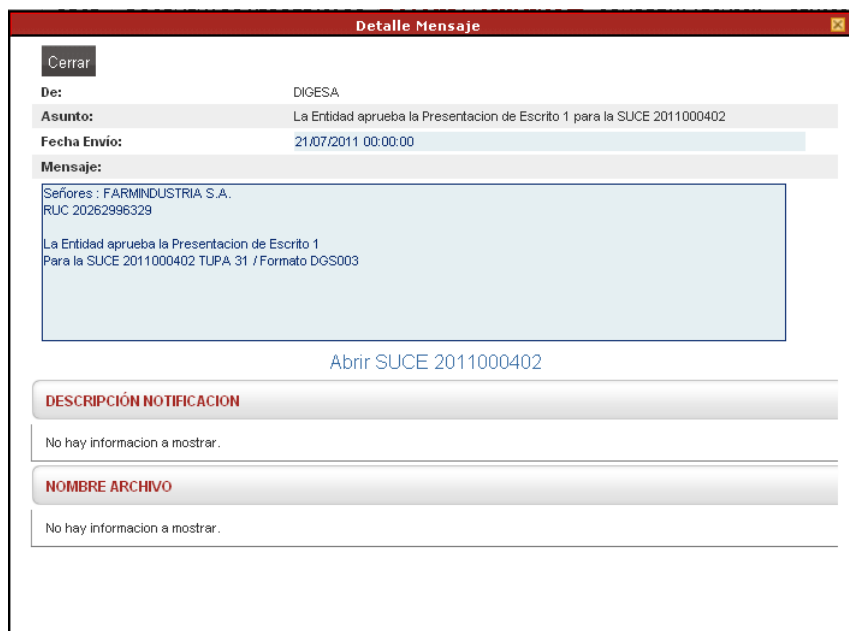 Detalle Mensaje
Cerrar
De: DIGESA
Asunto: La Entidad aprueba la Presentacion de Escrito 1 para la SUCE 2011000402
Fecha Envío: 21/07/2011 00:00:00
Mensaje:
Señores : FARMINDUSTRIA S.A.
RUC 20262996329
La Entidad aprueba la Presentacion de Escrito 1
Para la SUCE 2011000402 TUPA 31 / Formato DGS003
Abrir SUCE 2011000402
DESCRIPCIÓN NOTIFICACION
No hay informacion a mostrar.
NOMBRE ARCHIVO
No hay informacion a mostrar.